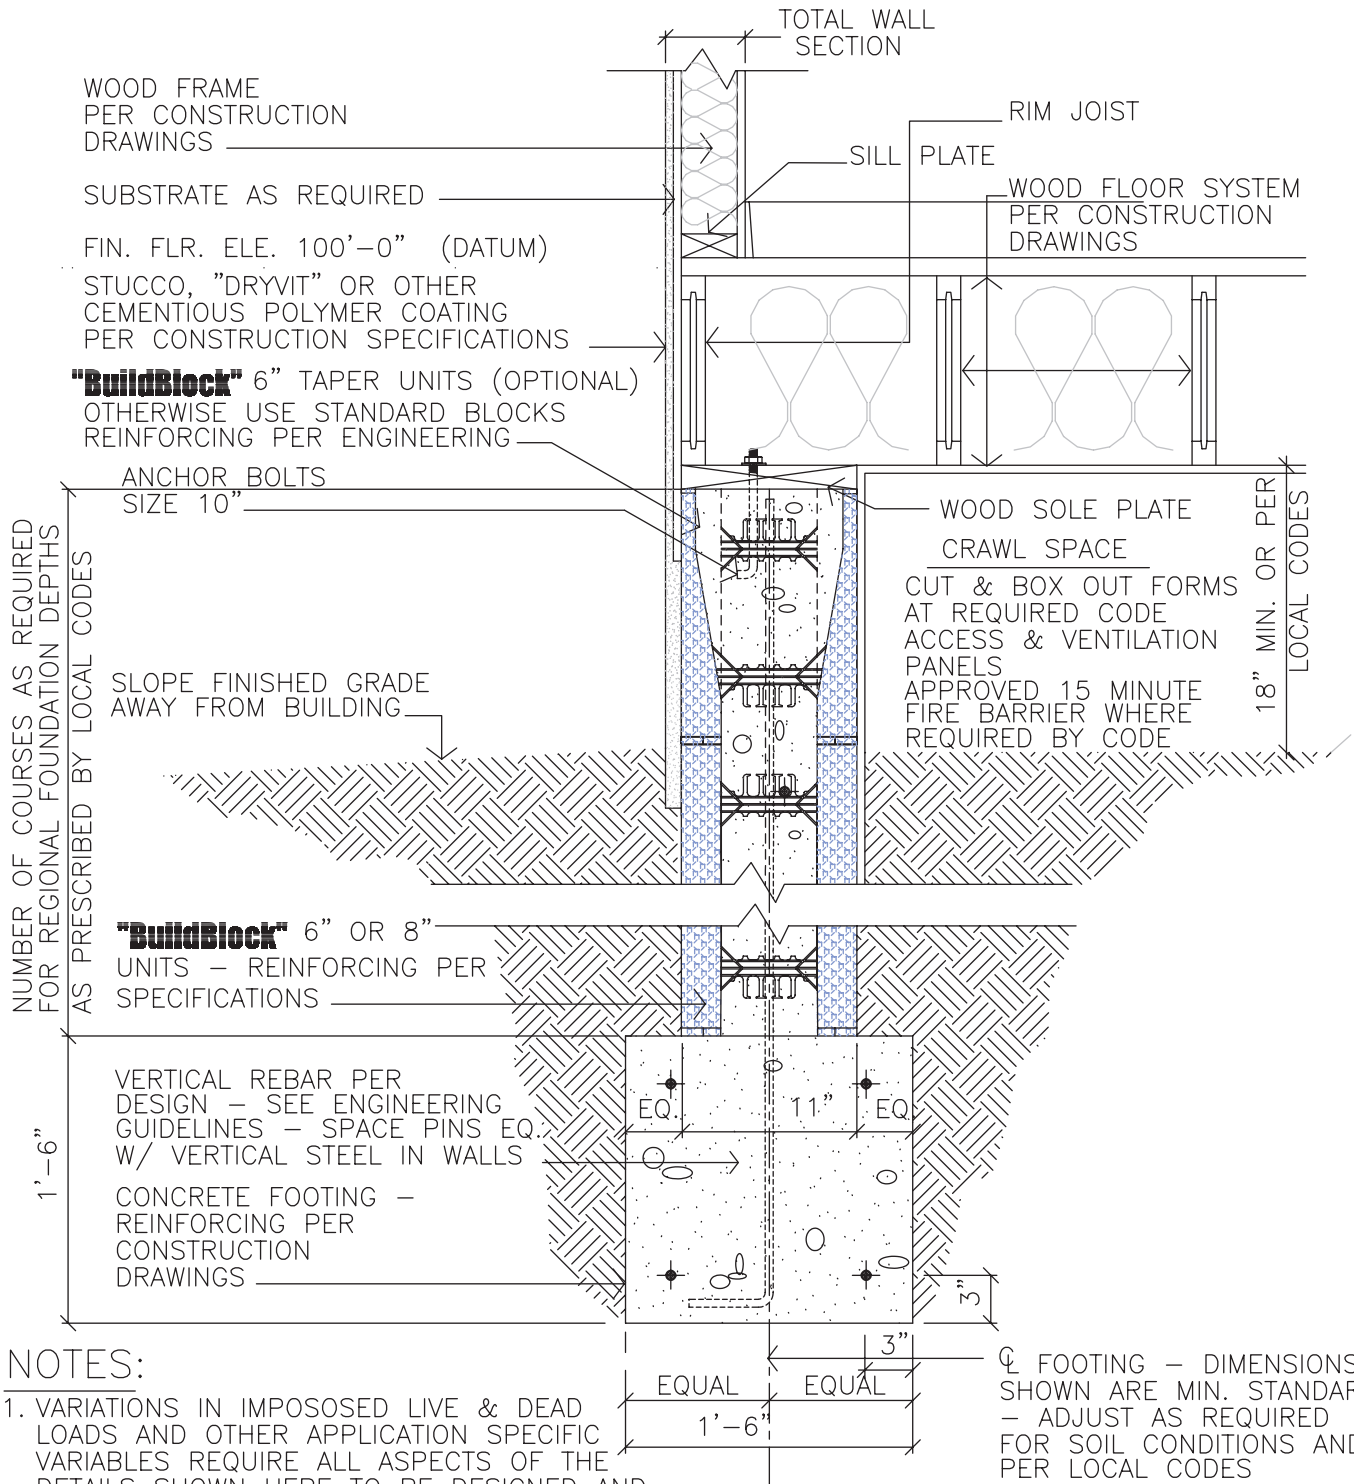 TOTAL WALL
SECTION
WOOD FRAME
PER CONSTRUCTION
DRAWINGS
RIM JOIST
SILL PLATE
SUBSTRATE AS REQUIRED
WOOD FLOOR SYSTEM
PER CONSTRUCTION
DRAWINGS
FIN. FLR. ELE. 100'-0" (DATUM)
STUCCO, "DRYVIT" OR OTHER
CEMENTIOUS POLYMER COATING
PER CONSTRUCTION SPECIFICATIONS
"BuildBlock" 6" TAPER UNITS (OPTIONAL)
OTHERWISE USE STANDARD BLOCKS
REINFORCING PER ENGINEERING
ANCHOR BOLTS
SIZE 10"
WOOD SOLE PLATE
CRAWL SPACE
CUT & BOX OUT FORMS
AT REQUIRED CODE
ACCESS & VENTILATION
PANELS
APPROVED 15 MINUTE
FIRE BARRIER WHERE
REQUIRED BY CODE
18" MIN. OR PER
LOCAL CODES
NUMBER OF COURSES AS REQUIRED
FOR REGIONAL FOUNDATION DEPTHS
AS PRESCRIBED BY LOCAL CODES
SLOPE FINISHED GRADE
AWAY FROM BUILDING
"BuildBlock" 6" OR 8"
UNITS - REINFORCING PER
SPECIFICATIONS
VERTICAL REBAR PER
DESIGN - SEE ENGINEERING
GUIDELINES - SPACE PINS EQ.
W/ VERTICAL STEEL IN WALLS
EQ. 11" EQ.
1'-6"
CONCRETE FOOTING -
REINFORCING PER
CONSTRUCTION
DRAWINGS
3"
3"
EQUAL EQUAL
1'-6"
℄ FOOTING - DIMENSIONS
SHOWN ARE MIN. STANDAR
- ADJUST AS REQUIRED
FOR SOIL CONDITIONS AND
PER LOCAL CODES
NOTES:
1. VARIATIONS IN IMPOSOSED LIVE & DEAD
LOADS AND OTHER APPLICATION SPECIFIC
VARIABLES REQUIRE ALL ASPECTS OF THE
DETAILS SHOWN HERE TO BE DESIGNED AND